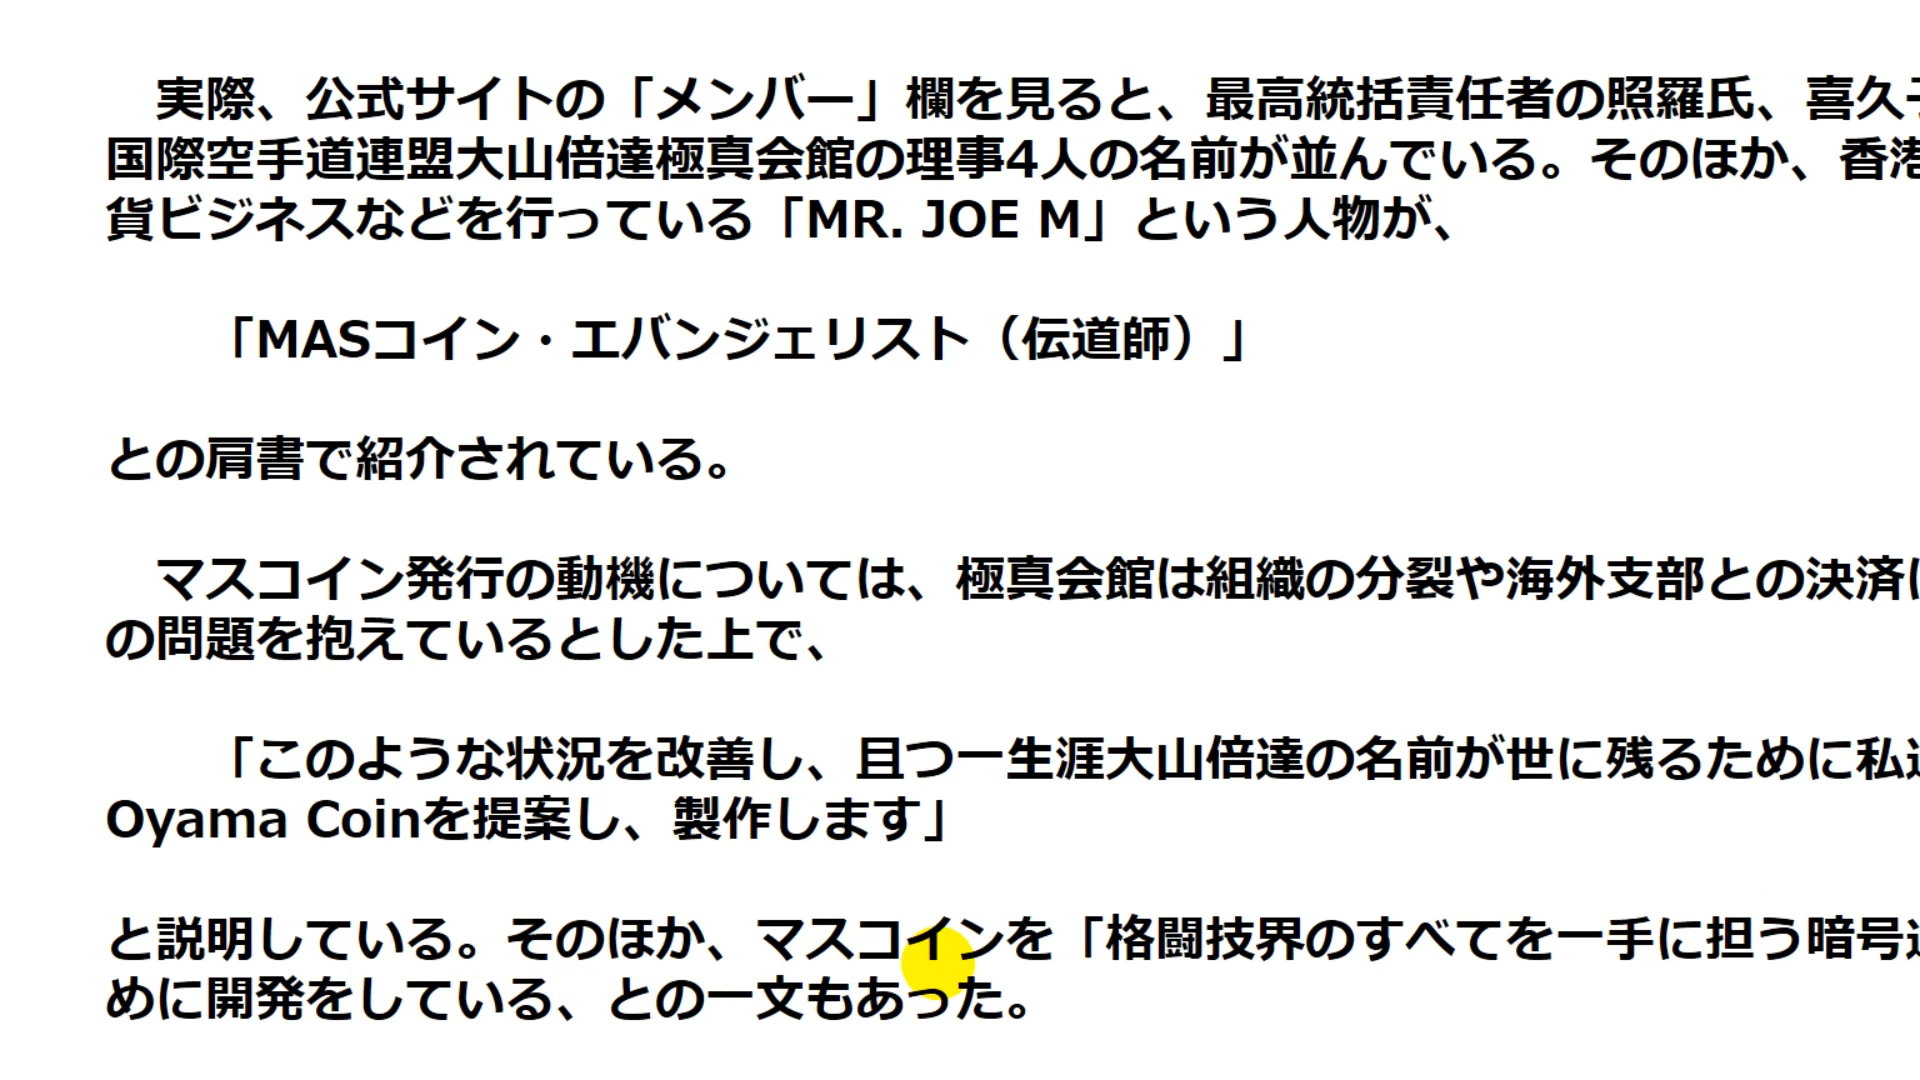 実際、公式サイトの「メンバー」欄を見ると、最高統括責任者の照羅氏、喜久
国際空手道連盟大山倍達極真会館の理事4人の名前が並んでいる。そのほか、香港
貨ビジネスなどを行っている「MR. JOE M」という人物が、
「MASコイン・エバンジェリスト（伝道師）」
との肩書で紹介されている。
マスコイン発行の動機については、極真会館は組織の分裂や海外支部との決済
の問題を抱えているとした上で、
「このような状況を改善し、且つ一生涯大山倍達の名前が世に残るために私
Oyama Coinを提案し、製作します」
と説明している。そのほか、マスコインを「格闘技界のすべてを一手に担う暗号
めに開発をしている、との一文もあった。